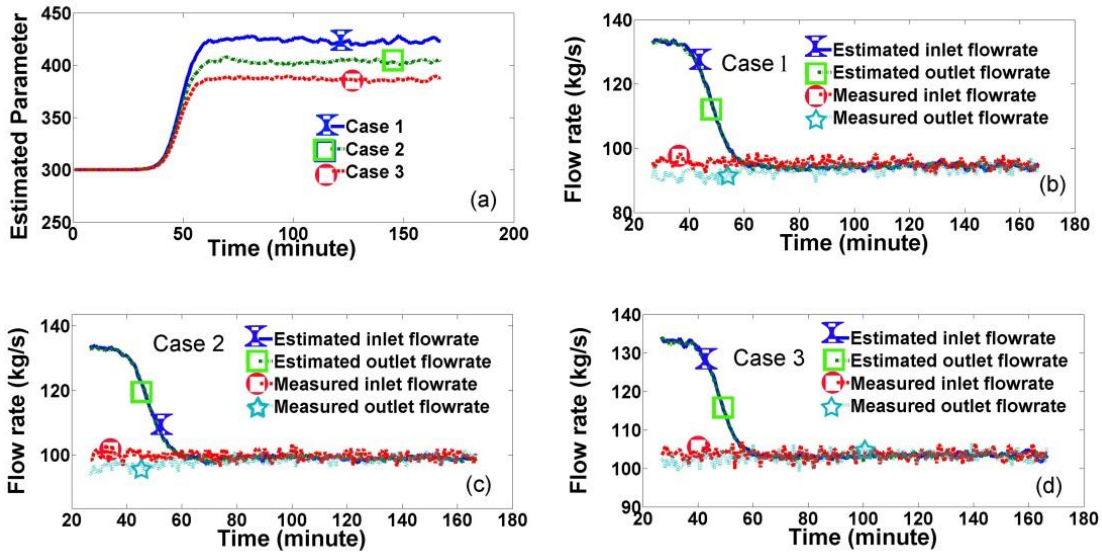 450
400
350
300
250
Estimated Parameter
Case 1
Case 2
Case 3
(a)
0 50 100 150 200
Time (minute)
140
120
100
80
Flow rate (kg/s)
Case 1
Estimated inlet flowrate
Estimated outlet flowrate
Measured inlet flowrate
Measured outlet flowrate
(b)
20 40 60 80 100 120 140 160 180
Time (minute)
140
120
100
Flow rate (kg/s)
Case 2
Estimated inlet flowrate
Estimated outlet flowrate
Measured inlet flowrate
Measured outlet flowrate
(c)
20 40 60 80 100 120 140 160 180
Time (minute)
140
130
120
110
100
90
Flow rate (kg/s)
Case 3
Estimated inlet flowrate
Estimated outlet flowrate
Measured inlet flowrate
Measured outlet flowrate
(d)
20 40 60 80 100 120 140 160 180
Time (minute)